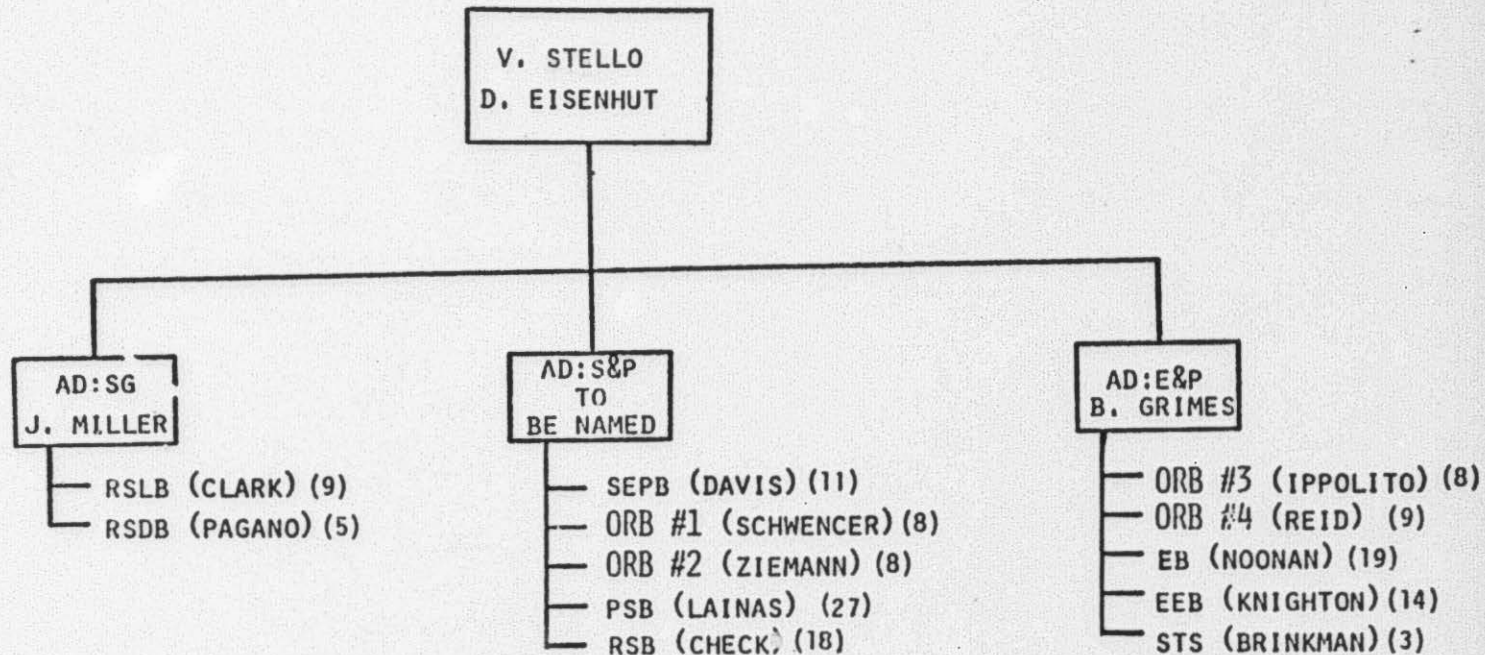 V. STELLO
D. EISENHUT
AD:SG
J. MILLER
RSLB (CLARK) (9)
RSDB (PAGANO) (5)
AD:S&P
TO
BE NAMED
SEPB (DAVIS) (11)
ORB #1 (SCHWENCER) (8)
ORB #2 (ZIEMANN) (8)
PSB (LAINAS) (27)
RSB (CHECK) (18)
AD:E&P
B. GRIMES
ORB #3 (IPPOLITO) (8)
ORB #4 (REID) (9)
EB (NOONAN) (19)
EEB (KNIGHTON) (14)
STS (BRINKMAN) (3)